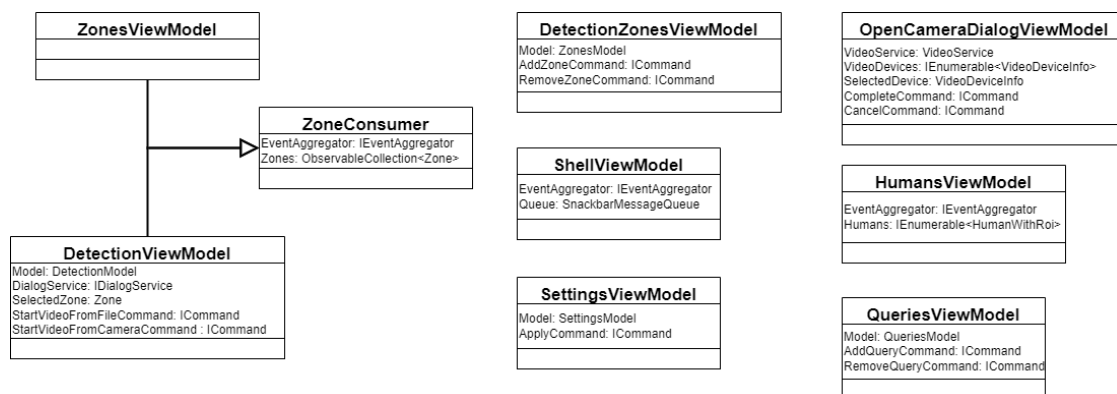 ZonesViewModel
ZoneConsumer
EventAggregator: IEventAggregator
Zones: ObservableCollection<Zone>
DetectionViewModel
Model: DetectionModel
DialogService: IDialogService
SelectedZone: Zone
StartVideoFromFileCommand: ICommand
StartVideoFromCameraCommand : ICommand
DetectionZonesViewModel
Model: ZonesModel
AddZoneCommand: ICommand
RemoveZoneCommand: ICommand
ShellViewModel
EventAggregator: IEventAggregator
Queue: SnackbarMessageQueue
SettingsViewModel
Model: SettingsModel
ApplyCommand: ICommand
OpenCameraDialogViewModel
VideoService: VideoService
VideoDevices: IEnumerable<VideoDeviceInfo>
SelectedDevice: VideoDeviceInfo
CompleteCommand: ICommand
CancelCommand: ICommand
HumansViewModel
EventAggregator: IEventAggregator
Humans: IEnumerable<HumanWithRoi>
QueriesViewModel
Model: QueriesModel
AddQueryCommand: ICommand
RemoveQueryCommand: ICommand